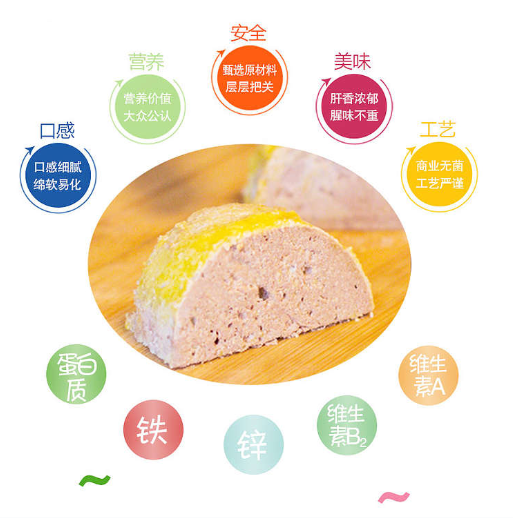 安全
甄选原材料
层层把关
营养
营养价值
大众公认
美味
肝香浓郁
腥味不重
口感
口感细腻
绵软易化
工艺
商业无菌
工艺严谨
蛋白
质
铁
锌
维生
素B₂
维生
素A